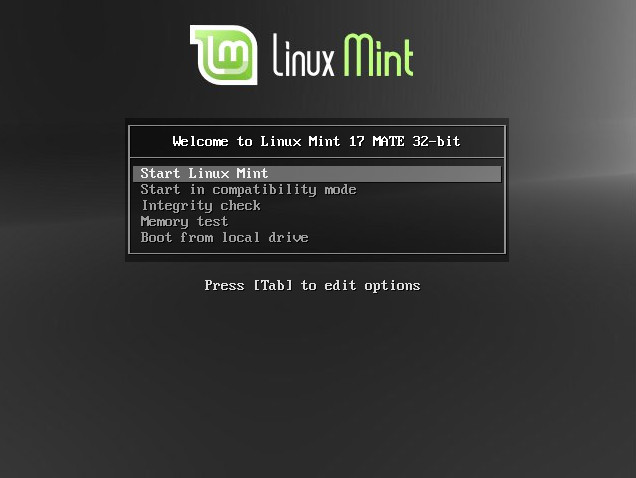 Linux Mint
Welcome to Linux Mint 17 MATE 32-bit
Start Linux Mint
Start in compatibility mode
Integrity check
Memory test
Boot from local drive
Press [Tab] to edit options